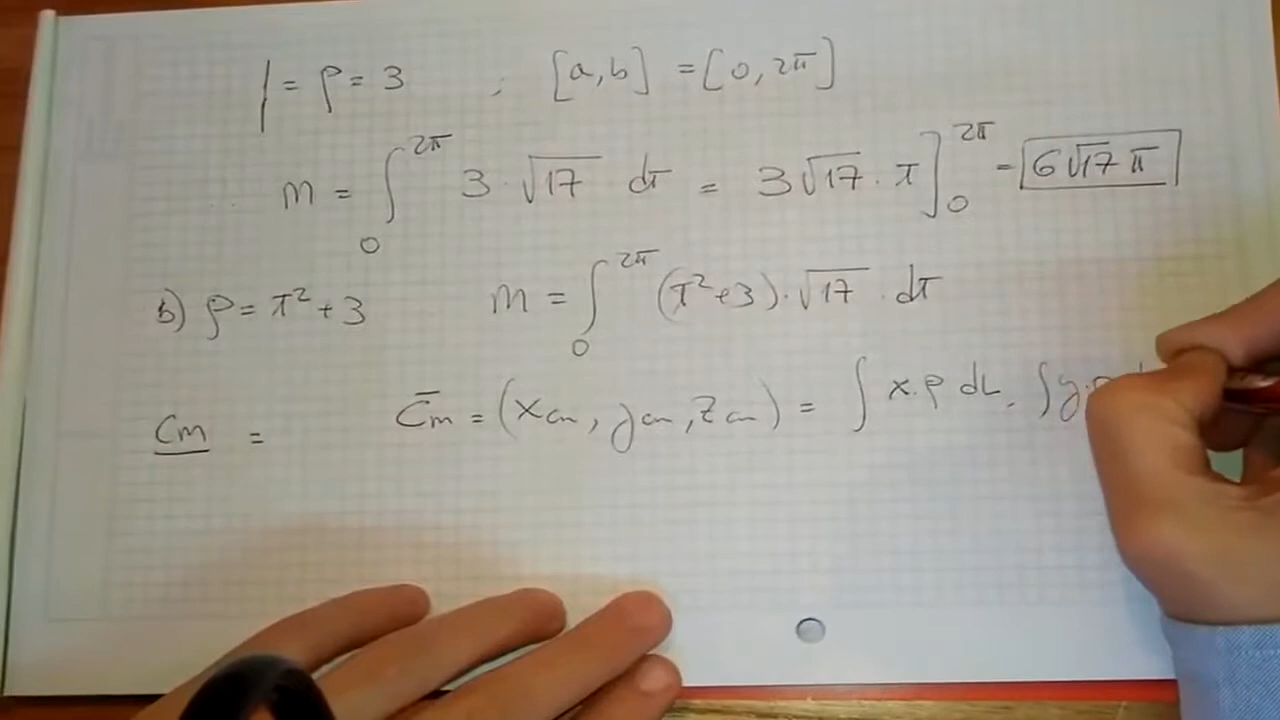 f = ρ = 3 , [a,b] = [0, 2π]
m = ∫₀^{2π} 3 · √17 dt = 3√17 · t]₀^{2π} = 6√17 π
b) ρ = t² + 3 m = ∫₀^{2π} (t²+3) · √17 · dt
Cm = C̄m = (xcm, ycm, zcm) = ∫ x·ρ dL, ∫ y·ρ